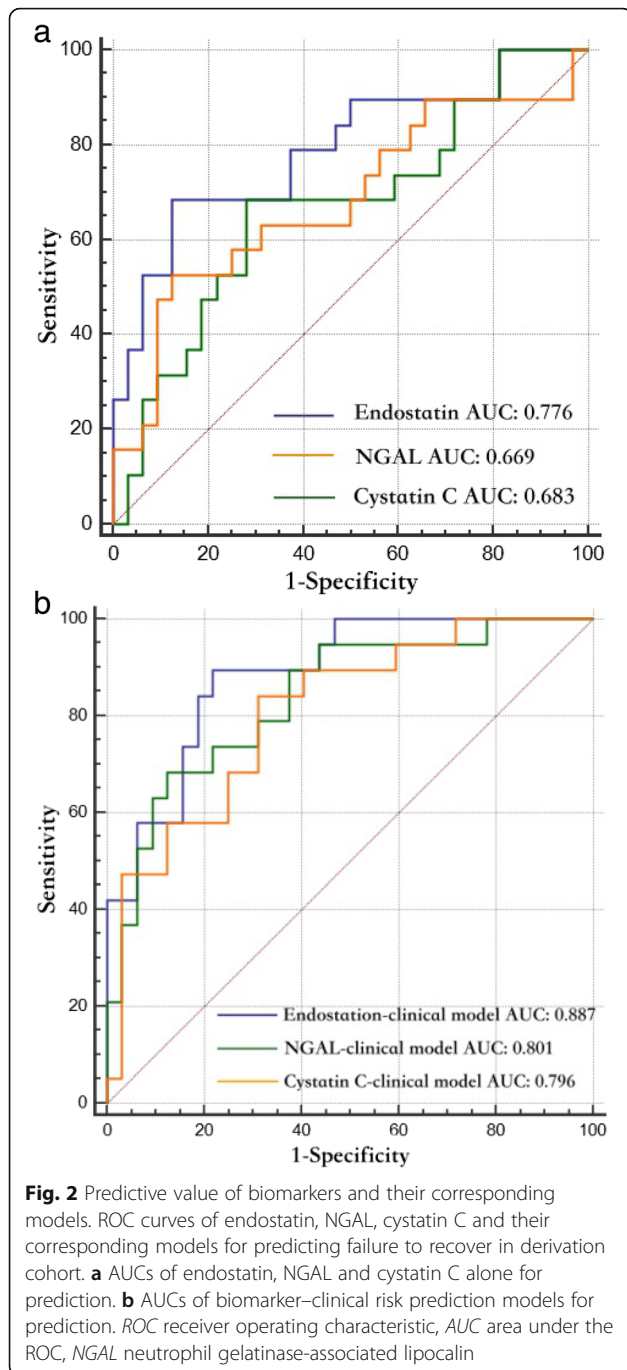 a
100
80
60
40
20
0
Sensitivity
Endostatin AUC: 0.776
NGAL AUC: 0.669
Cystatin C AUC: 0.683
0 20 40 60 80 100
1-Specificity
b
100
80
60
40
20
0
Sensitivity
Endostation-clinical model AUC: 0.887
NGAL-clinical model AUC: 0.801
Cystatin C-clinical model AUC: 0.796
0 20 40 60 80 100
1-Specificity
Fig. 2 Predictive value of biomarkers and their corresponding
models. ROC curves of endostatin, NGAL, cystatin C and their
corresponding models for predicting failure to recover in derivation
cohort. a AUCs of endostatin, NGAL and cystatin C alone for
prediction. b AUCs of biomarker–clinical risk prediction models for
prediction. ROC receiver operating characteristic, AUC area under the
ROC, NGAL neutrophil gelatinase-associated lipocalin